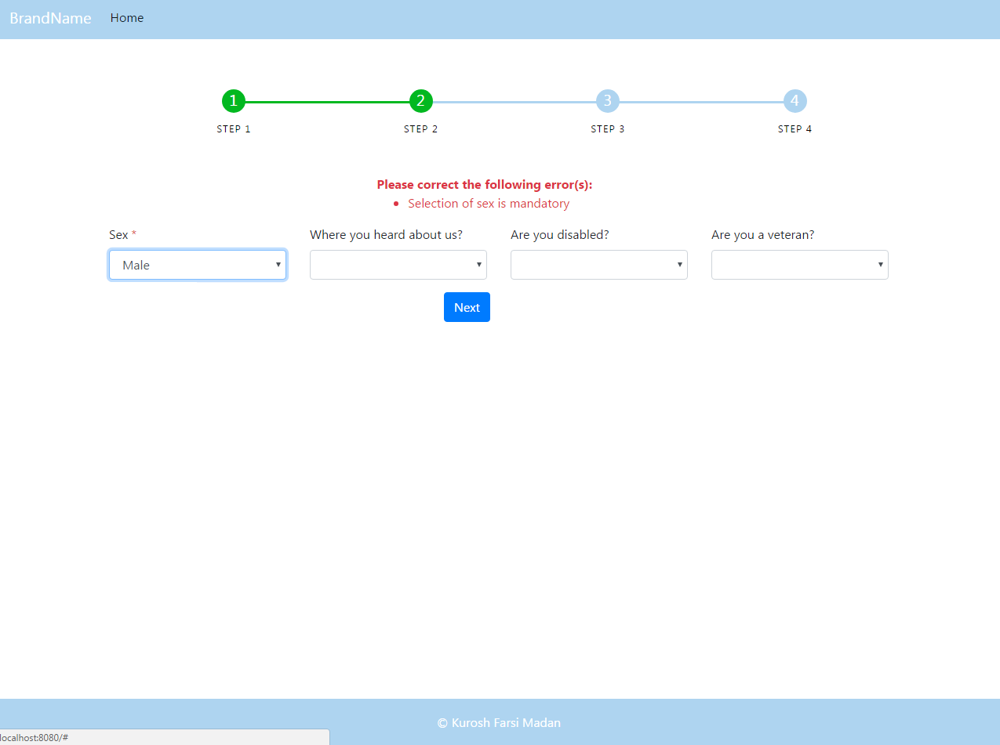 BrandName Home
1 2 3 4
STEP 1 STEP 2 STEP 3 STEP 4
Please correct the following error(s):
• Selection of sex is mandatory
Sex * Where you heard about us? Are you disabled? Are you a veteran?
Male
Next
© Kurosh Farsi Madan
localhost:8080/#